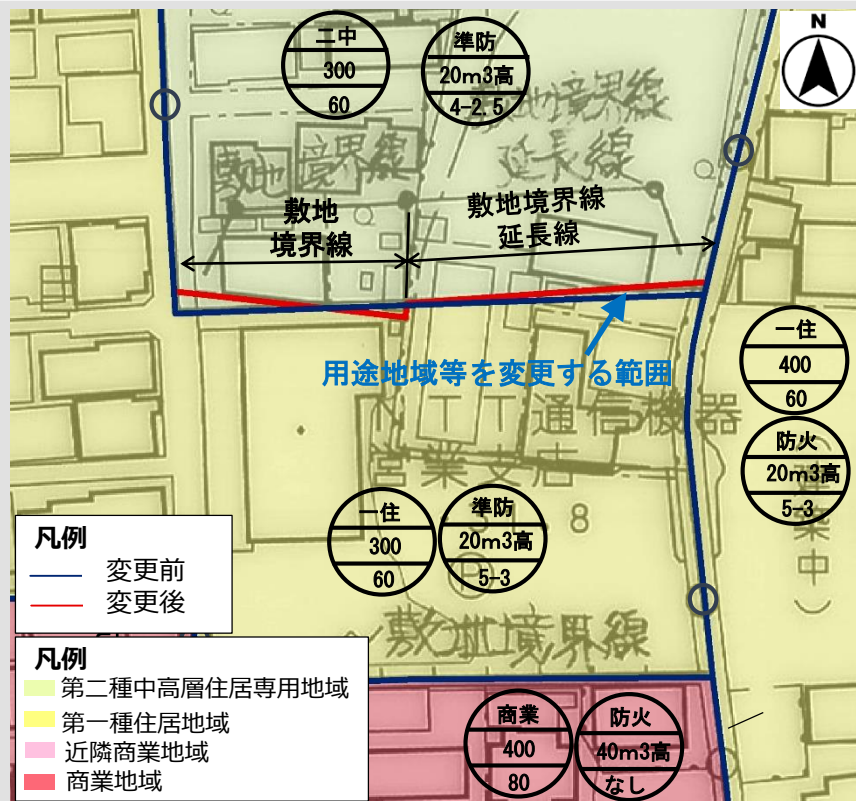 N
二中
300
60
準防
20m3高
4-2.5
敷地境界線
延長線
敷地境界線
敷地
境界線
敷地境界線
延長線
用途地域等を変更する範囲
一住
400
60
防火
20m3高
5-3
NTT通信機器
営業支店
(建築中)
一住
300
60
準防
20m3高
5-3
8
P
敷地境界線
凡例
変更前
変更後
凡例
第二種中高層住居専用地域
第一種住居地域
近隣商業地域
商業地域
商業
400
80
防火
40m3高
なし